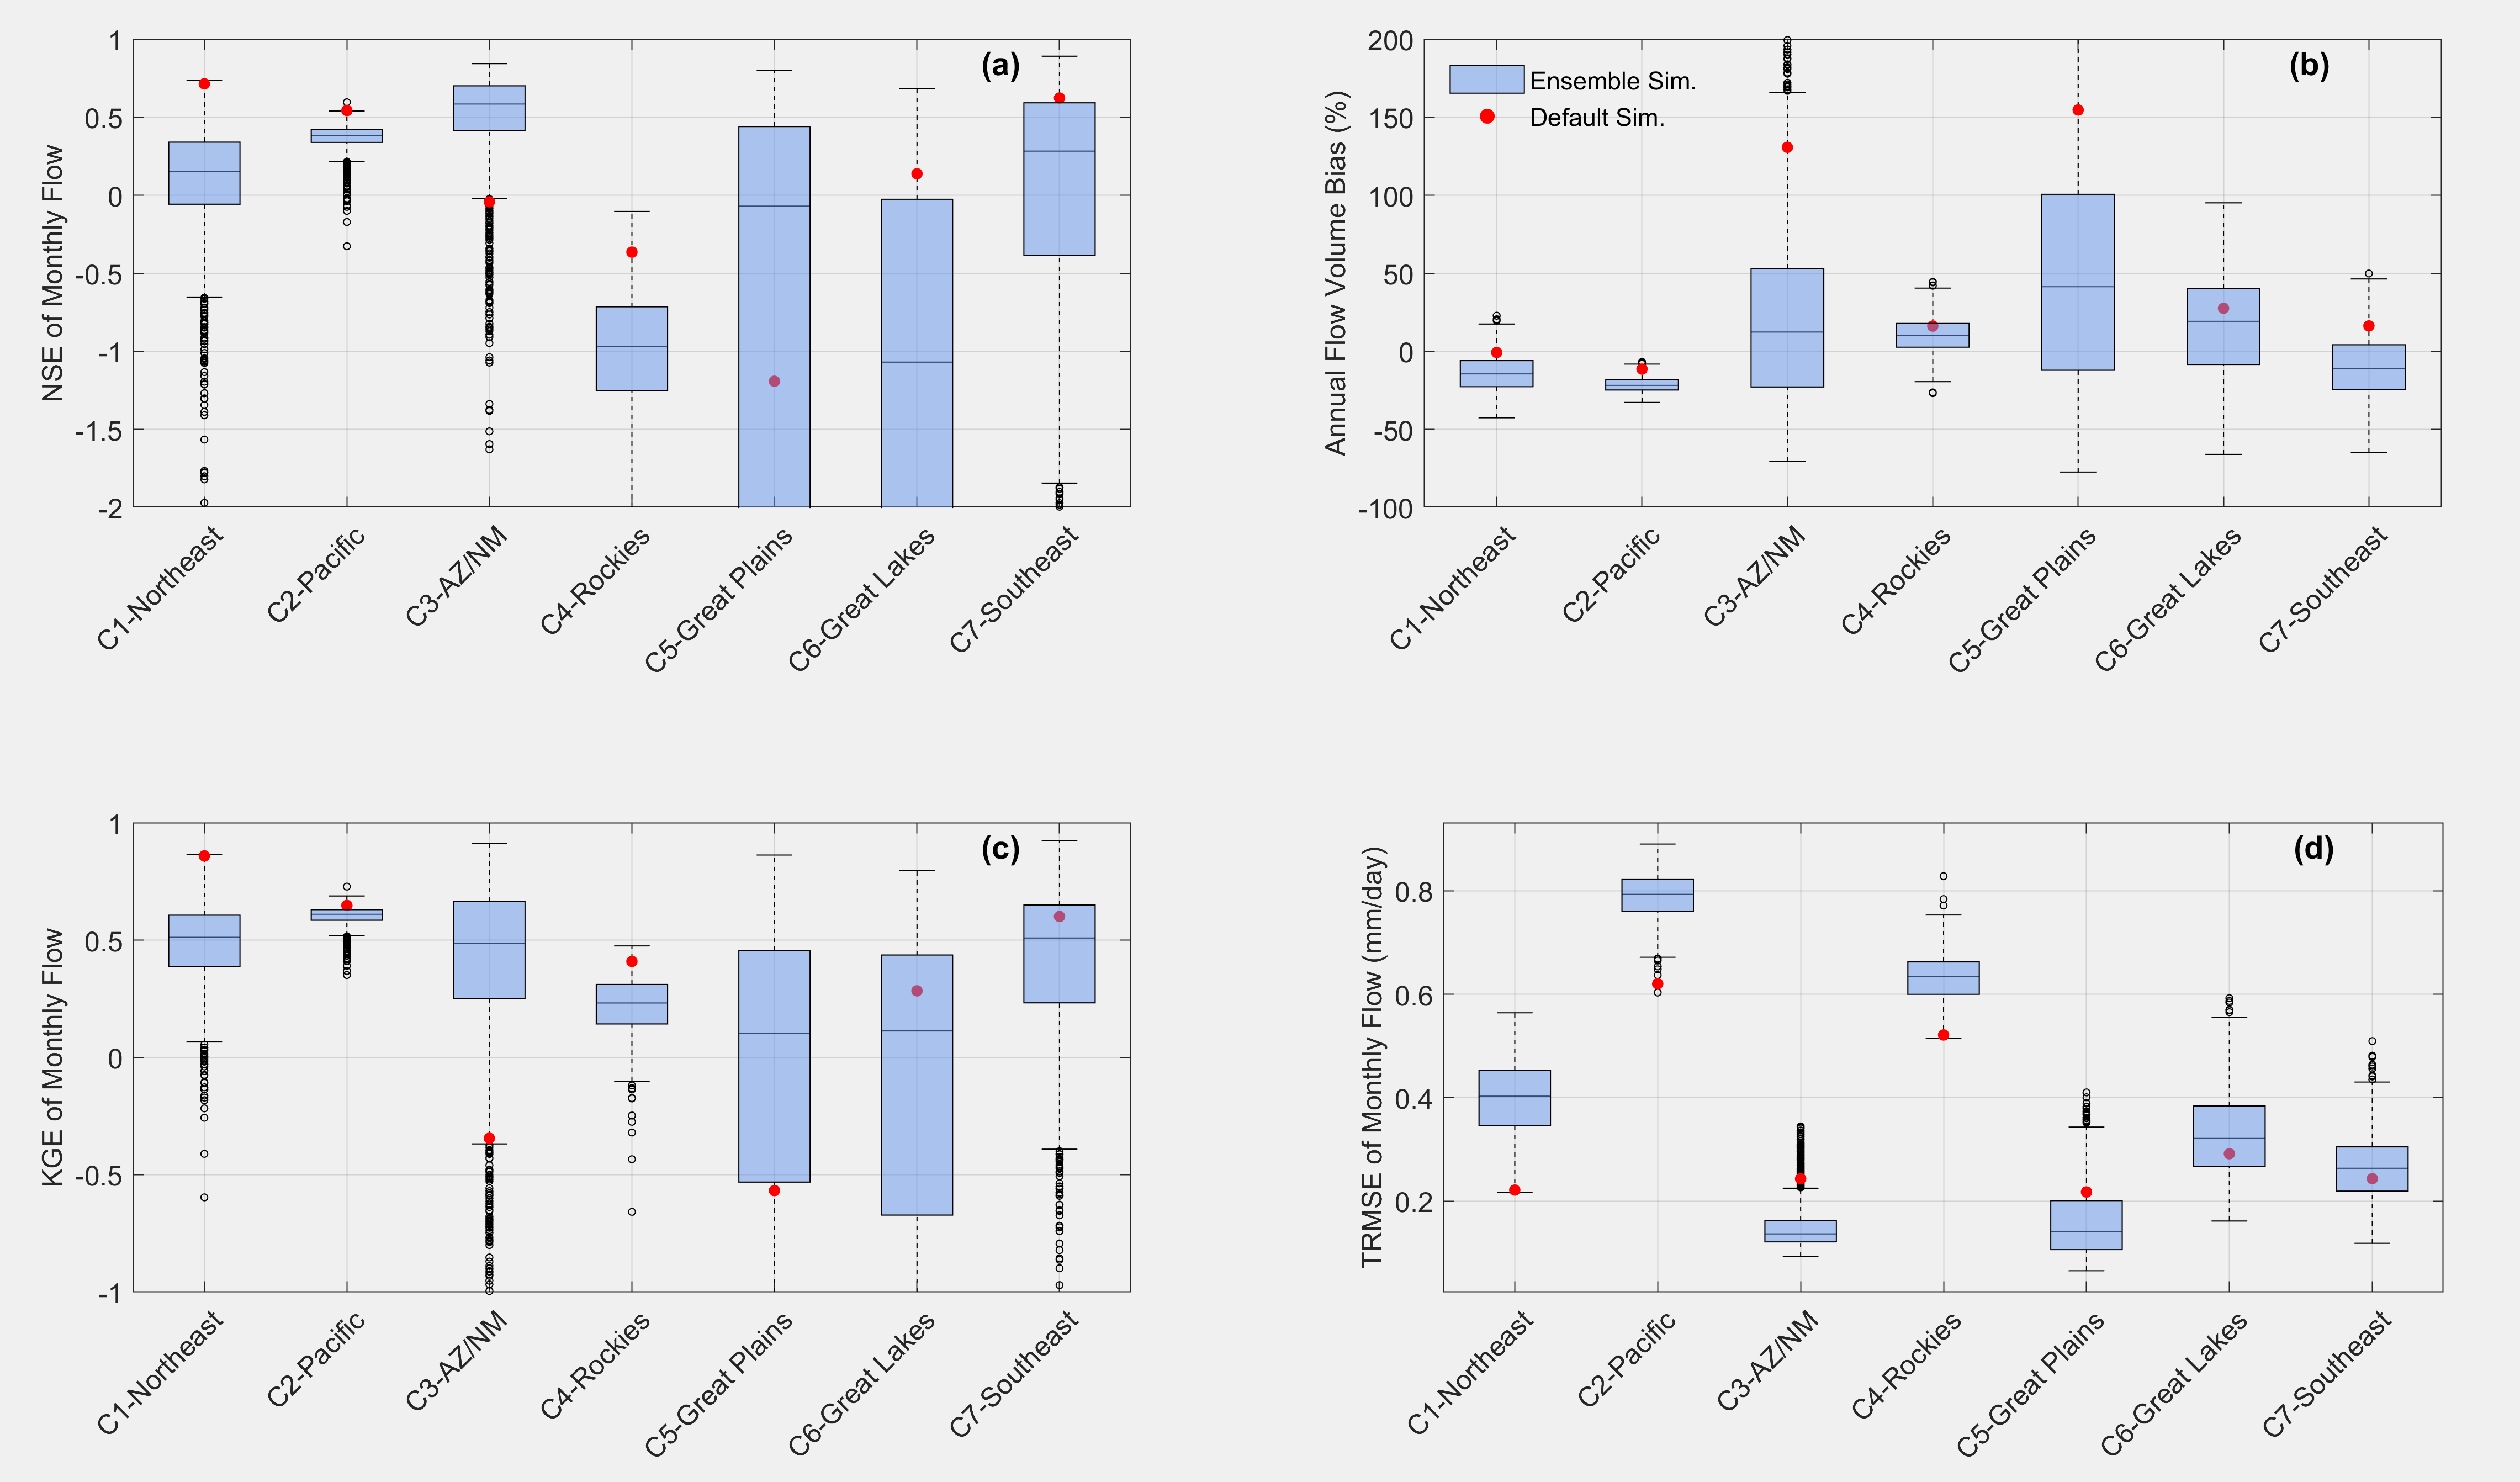 (a)
NSE of Monthly Flow
1
0.5
0
-0.5
-1
-1.5
-2
C1-Northeast
C2-Pacific
C3-AZ/NM
C4-Rockies
C5-Great Plains
C6-Great Lakes
C7-Southeast
(b)
Ensemble Sim.
Default Sim.
Annual Flow Volume Bias (%)
200
150
100
50
0
-50
-100
C1-Northeast
C2-Pacific
C3-AZ/NM
C4-Rockies
C5-Great Plains
C6-Great Lakes
C7-Southeast
(c)
KGE of Monthly Flow
1
0.5
0
-0.5
-1
C1-Northeast
C2-Pacific
C3-AZ/NM
C4-Rockies
C5-Great Plains
C6-Great Lakes
C7-Southeast
(d)
TRMSE of Monthly Flow (mm/day)
0.8
0.6
0.4
0.2
C1-Northeast
C2-Pacific
C3-AZ/NM
C4-Rockies
C5-Great Plains
C6-Great Lakes
C7-Southeast